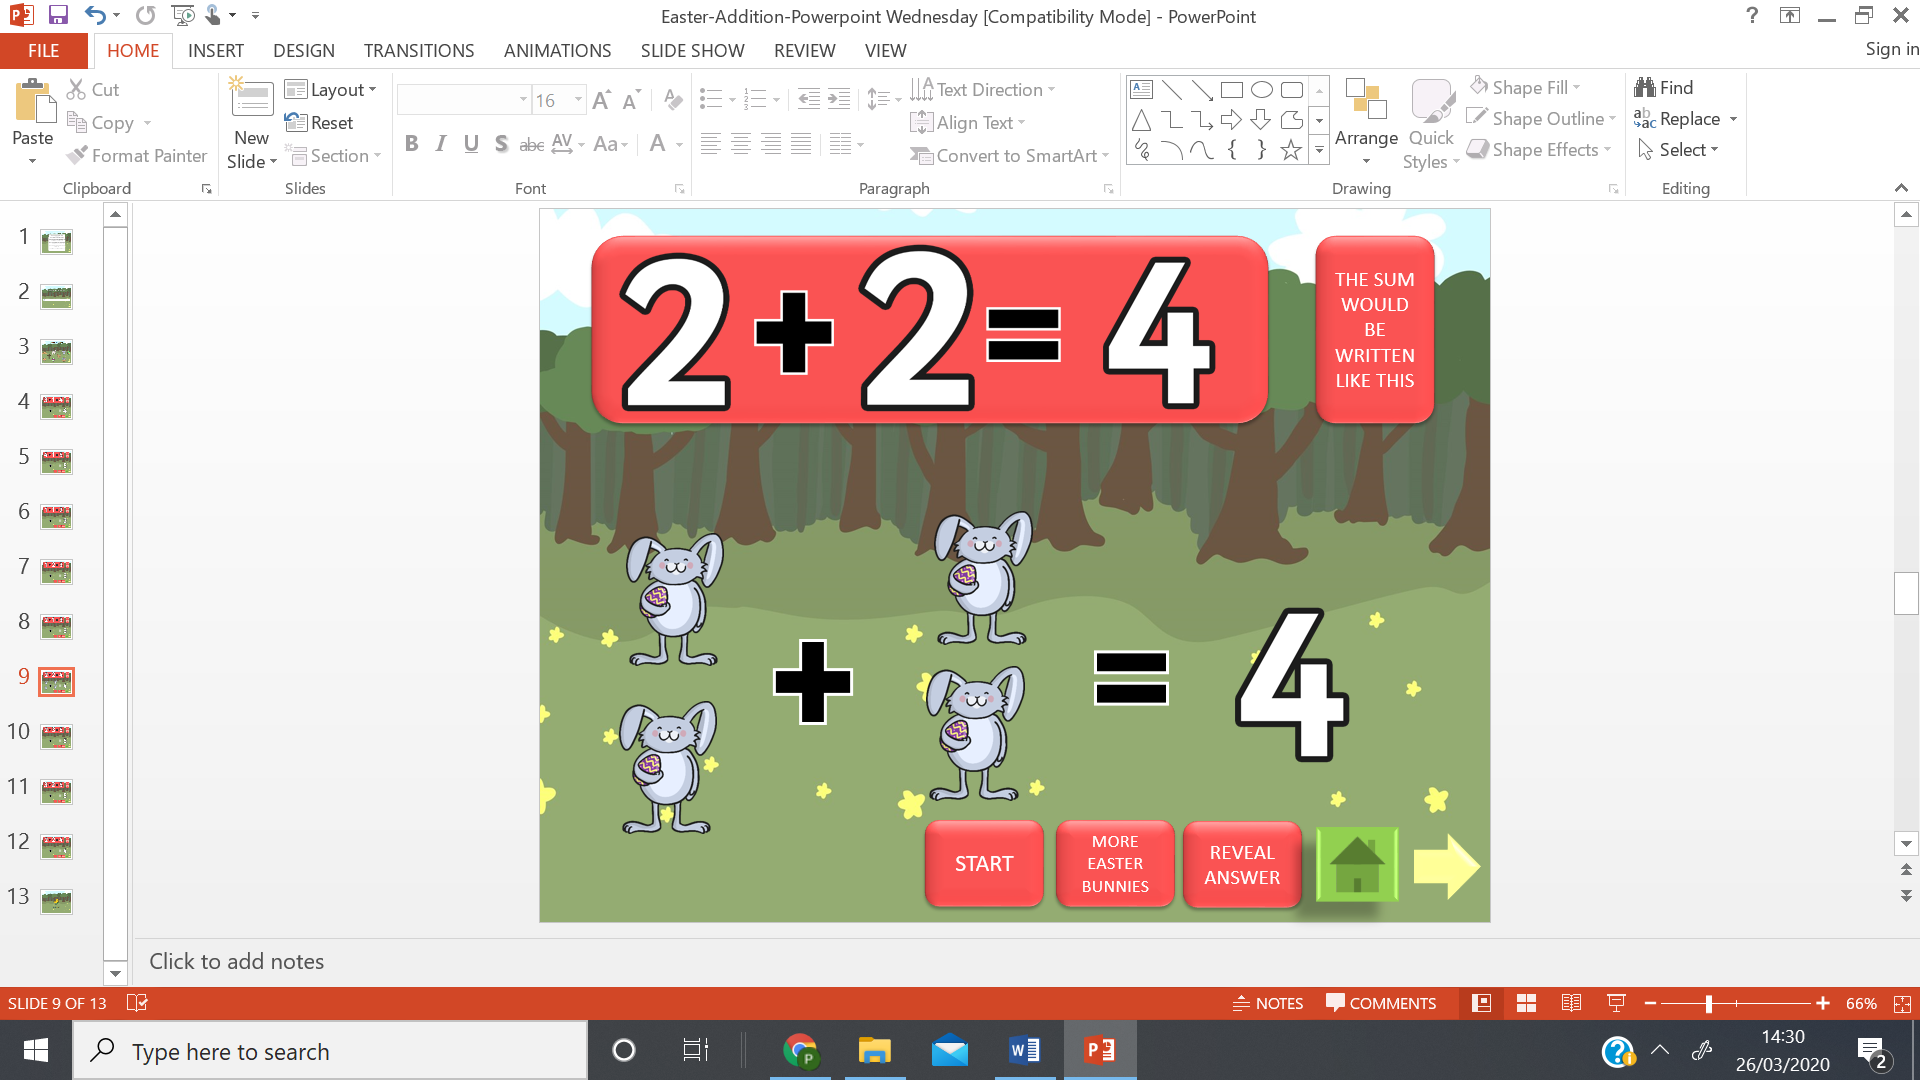 Easter-Addition-Powerpoint Wednesday [Compatibility Mode] - PowerPoint
?
FILE HOME INSERT DESIGN TRANSITIONS ANIMATIONS SLIDE SHOW REVIEW VIEW
Sign in
Paste
Cut
Copy
Format Painter
Clipboard
New
Slide
Layout
Reset
Section
Slides
16
B I U S abc AV Aa A
Font
Text Direction
Align Text
Convert to SmartArt
Paragraph
Arrange
Quick
Styles
Shape Fill
Shape Outline
Shape Effects
Drawing
Find
Replace
Select
Editing
1
2
3
4
5
6
7
8
9
10
11
12
13
2 + 2 = 4
THE SUM
WOULD
BE
WRITTEN
LIKE THIS
+ = 4
START
MORE
EASTER
BUNNIES
REVEAL
ANSWER
Click to add notes
SLIDE 9 OF 13
NOTES
COMMENTS
66%
Type here to search
14:30
26/03/2020
2